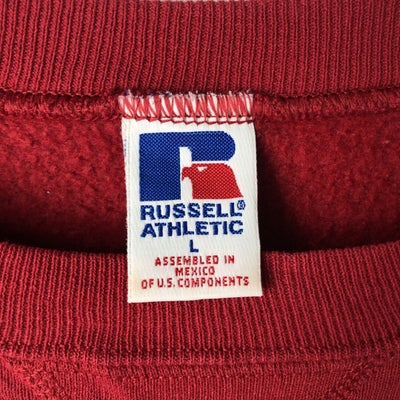 R
RUSSELL®
ATHLETIC
L
ASSEMBLED IN
MEXICO
OF U.S. COMPONENTS